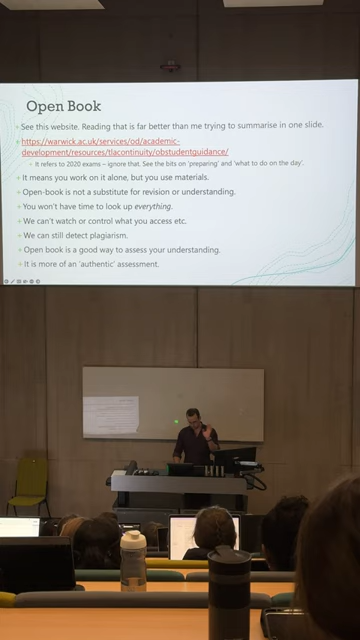 Open Book
See this website. Reading that is far better than me trying to summarise in one slide.
https://warwick.ac.uk/services/od/academic-
development/resources/tlacontinuity/obstudentguidance/
It refers to 2020 exams – ignore that. See the bits on 'preparing' and 'what to do on the day'.
It means you work on it alone, but you use materials.
Open-book is not a substitute for revision or understanding.
You won't have time to look up everything.
We can't watch or control what you access etc.
We can still detect plagiarism.
Open book is a good way to assess your understanding.
It is more of an 'authentic' assessment.